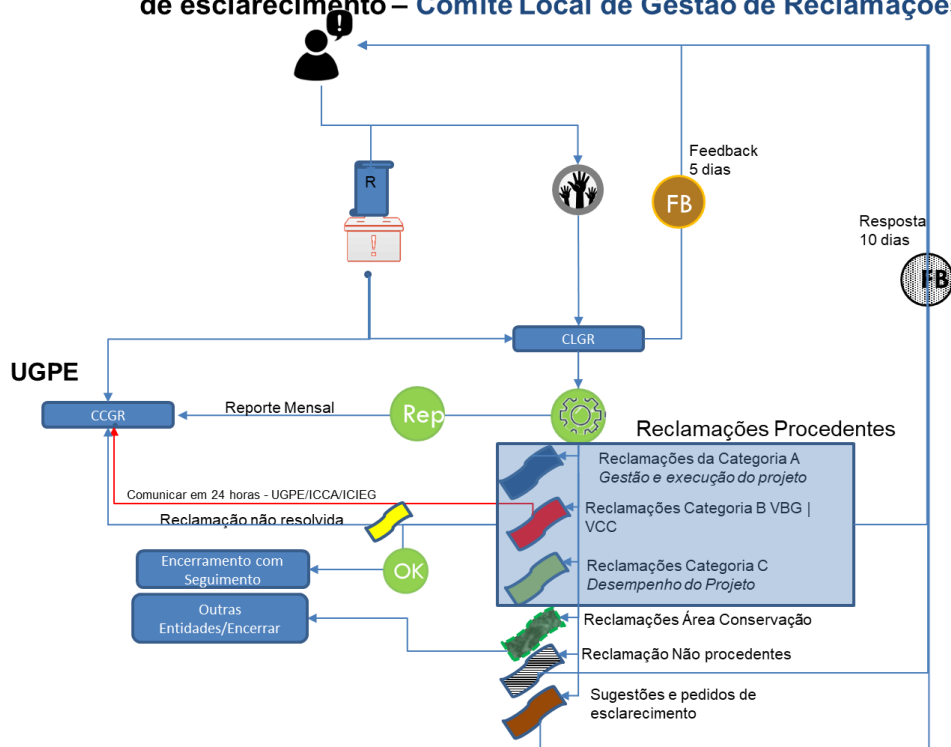 de esclarecimento – Comité Local de Gestão de Reclamações
R
Feedback
5 dias
FB
Resposta
10 dias
FB
CLGR
UGPE
CCGR
Reporte Mensal
Rep
Reclamações Procedentes
Reclamações da Categoria A
Gestão e execução do projeto
Comunicar em 24 horas - UGPE/ICCA/ICIEG
Reclamações Categoria B VBG |
VCC
Reclamação não resolvida
Encerramento com
Seguimento
OK
Reclamações Categoria C
Desempenho do Projeto
Outras
Entidades/Encerrar
Reclamações Área Conservação
Reclamação Não procedentes
Sugestões e pedidos de
esclarecimento